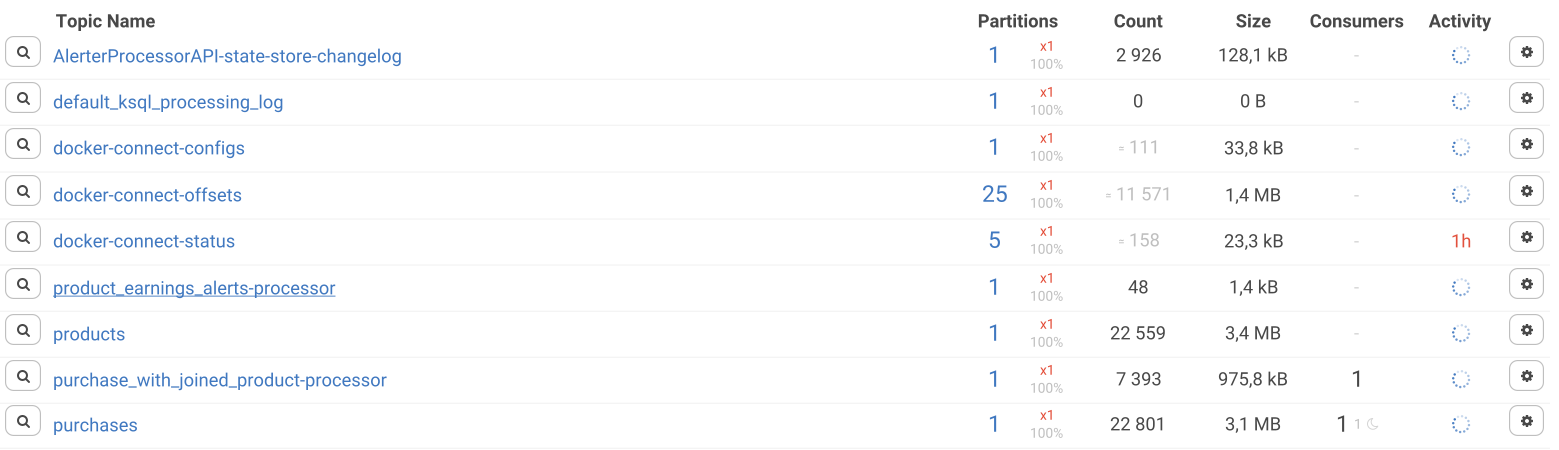 Topic Name Partitions Count Size Consumers Activity
AlerterProcessorAPI-state-store-changelog 1 x1 100% 2 926 128,1 kB -
default_ksql_processing_log 1 x1 100% 0 0 B -
docker-connect-configs 1 x1 100% ≈ 111 33,8 kB -
docker-connect-offsets 25 x1 100% ≈ 11 571 1,4 MB -
docker-connect-status 5 x1 100% ≈ 158 23,3 kB - 1h
product_earnings_alerts-processor 1 x1 100% 48 1,4 kB -
products 1 x1 100% 22 559 3,4 MB -
purchase_with_joined_product-processor 1 x1 100% 7 393 975,8 kB 1
purchases 1 x1 100% 22 801 3,1 MB 1 1